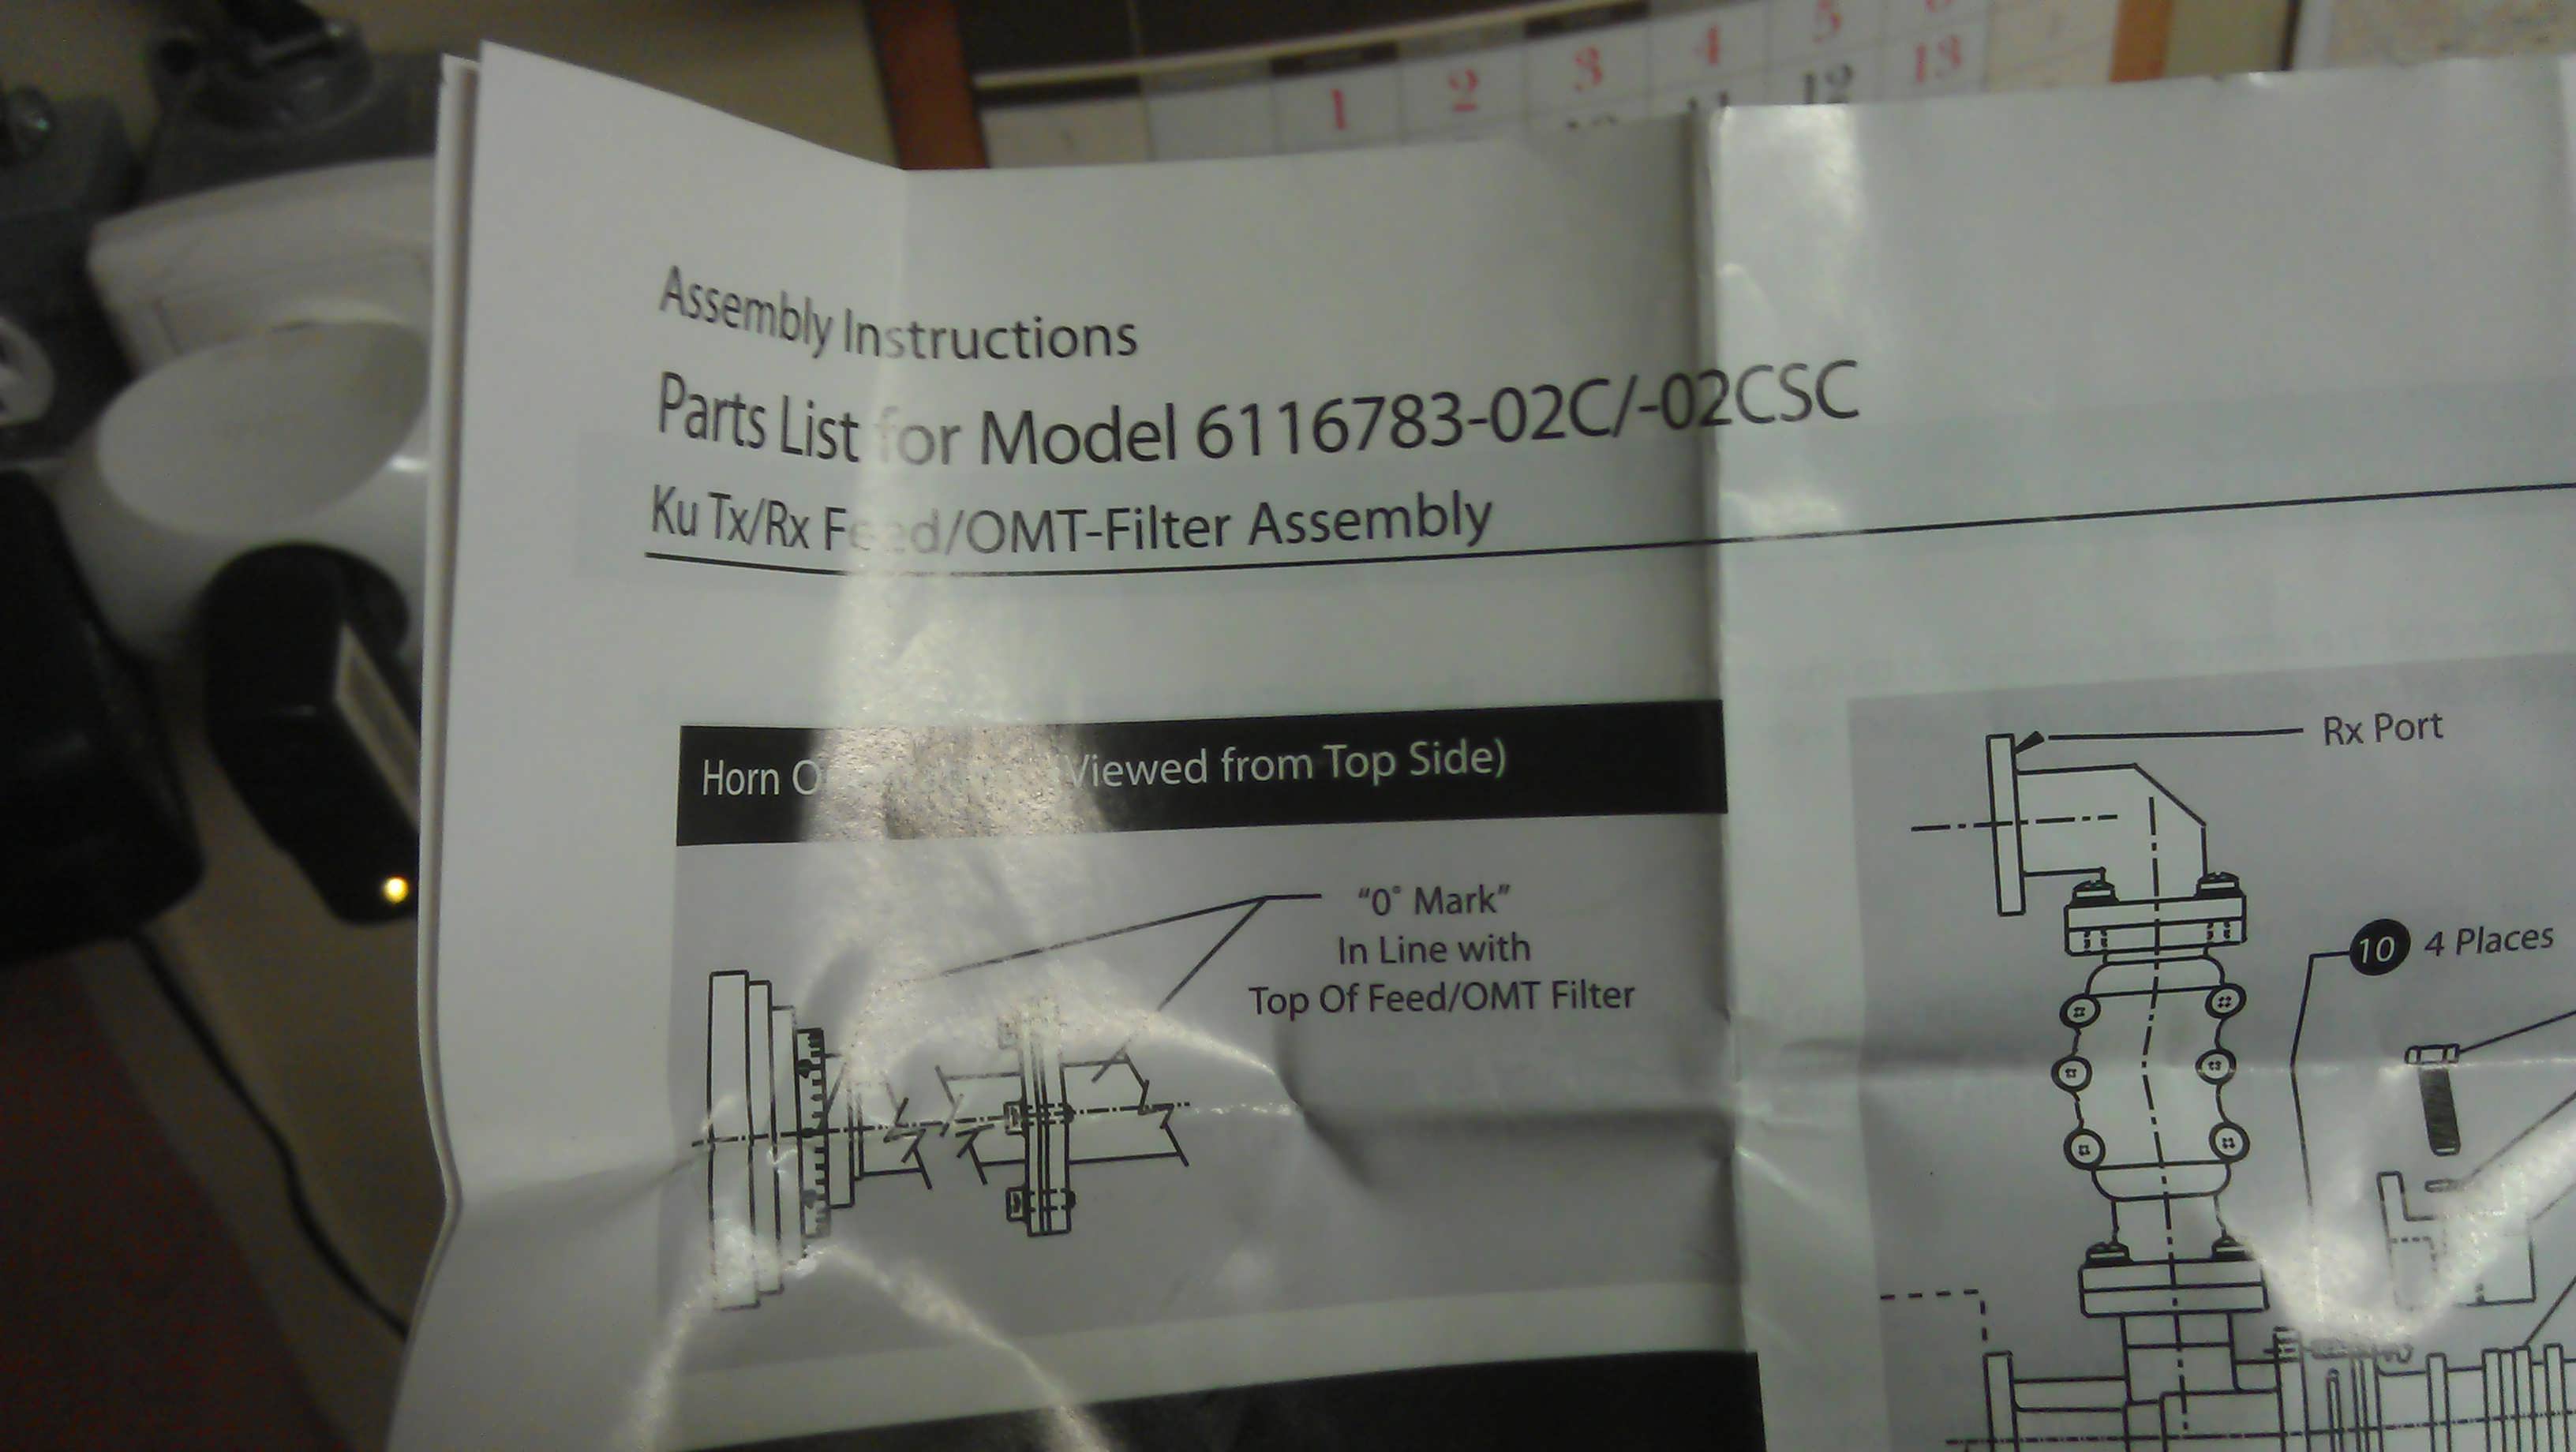 1 2 3 4 5
11 12 13
Assembly Instructions
Parts List for Model 6116783-02C/-02CSC
Ku Tx/Rx Feed/OMT-Filter Assembly
Horn Viewed from Top Side)
"0° Mark"
In Line with
Top Of Feed/OMT Filter
Rx Port
10 4 Places